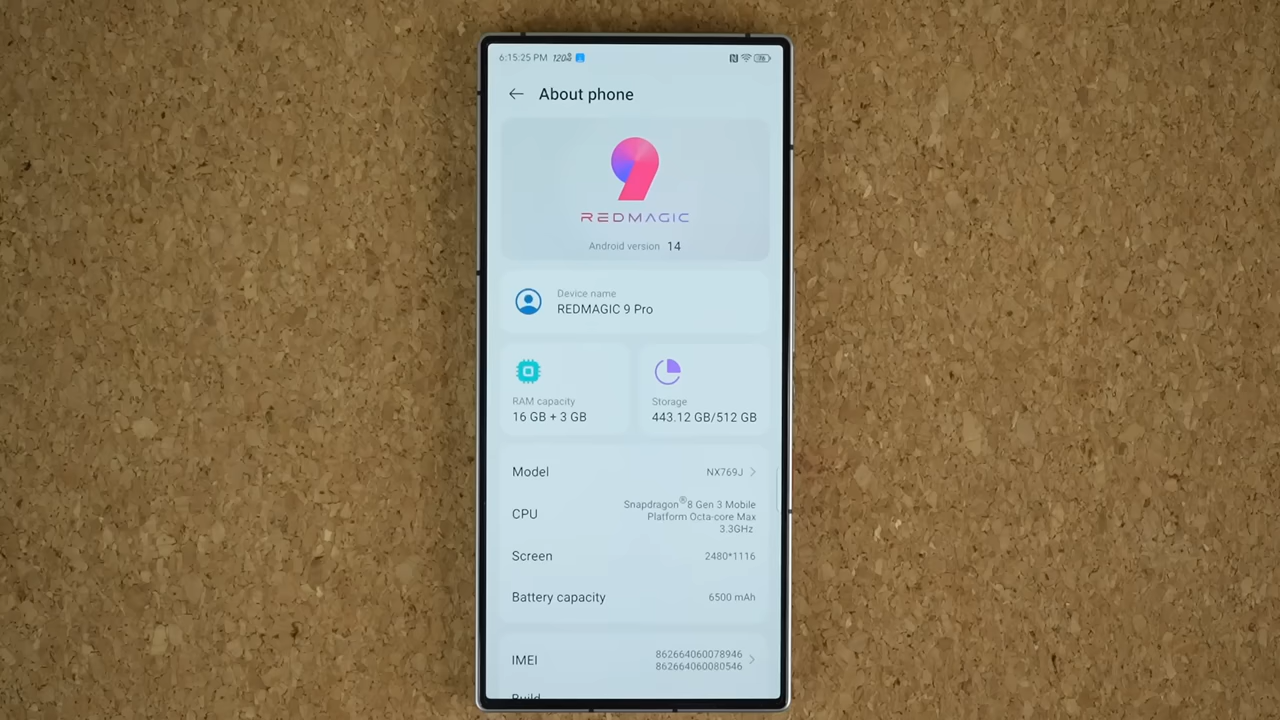 6:15:25 PM
About phone
9
REDMAGIC
Android version 14
Device name
REDMAGIC 9 Pro
RAM capacity
16 GB + 3 GB
Storage
443.12 GB/512 GB
Model
NX769J
CPU
Snapdragon®8 Gen 3 Mobile
Platform Octa-core Max
3.3GHz
Screen
2480*1116
Battery capacity
6500 mAh
IMEI
862664060078946
862664060080546
Build